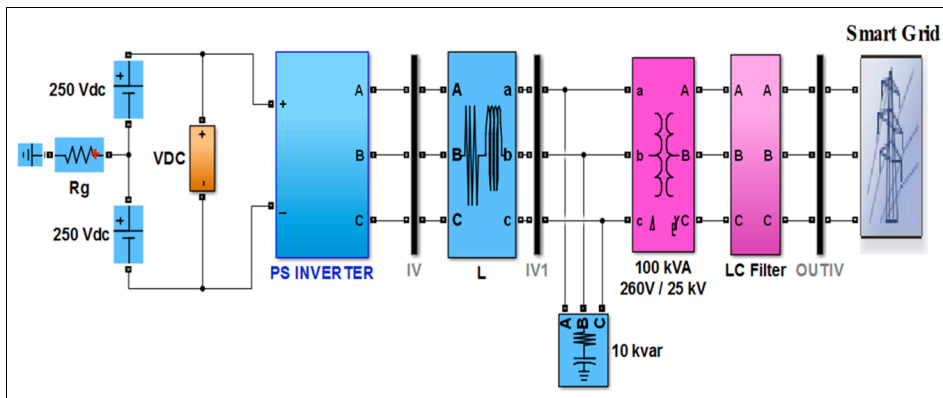 Smart Grid
250 Vdc
+
Rg
250 Vdc
+
VDC
+
-
+
−
A
B
C
PS INVERTER
IV
A
B
C
a
b
c
L
IV1
a
b
c
A
B
C
Δ
100 kVA
260V / 25 kV
A
B
C
A
B
C
LC Filter
OUTIV
A
B
C
10 kvar